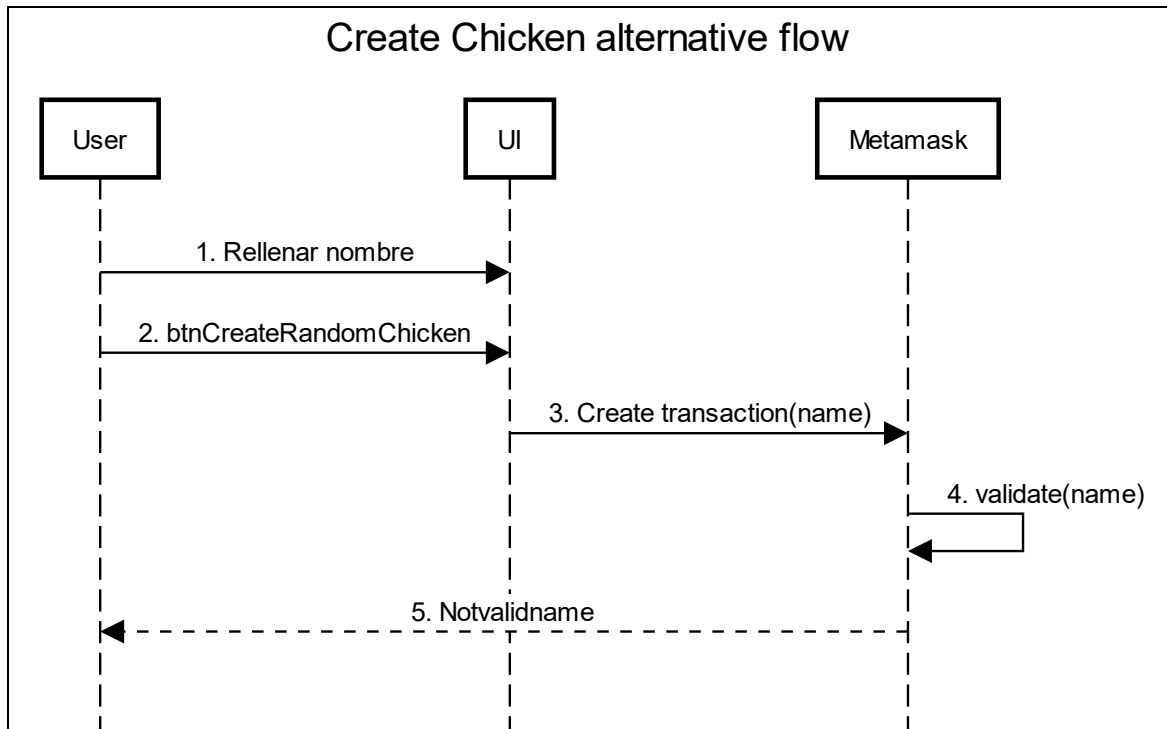 Create Chicken alternative flow
User
UI
Metamask
1. Rellenar nombre
2. btnCreateRandomChicken
3. Create transaction(name)
4. validate(name)
5. Notvalidname